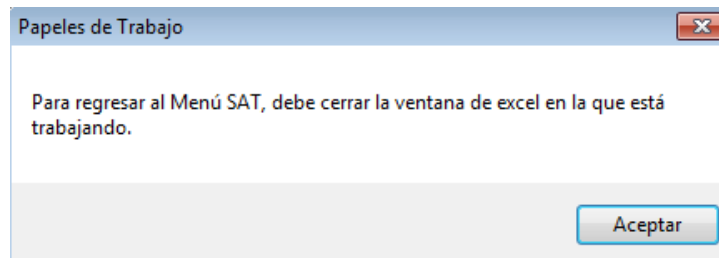 Papeles de Trabajo
Para regresar al Menú SAT, debe cerrar la ventana de excel en la que está
trabajando.
Aceptar